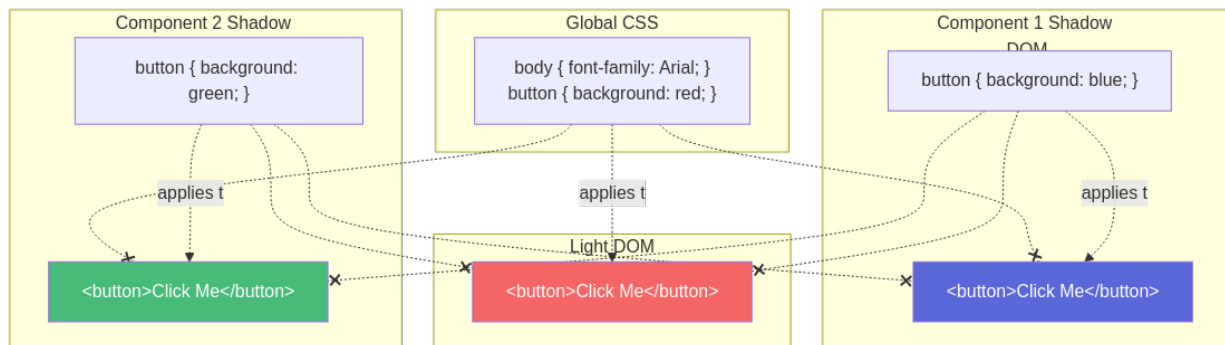 Component 2 Shadow
button { background:
green; }
Global CSS
body { font-family: Arial; }
button { background: red; }
Component 1 Shadow
DOM
button { background: blue; }
applies t
applies t
applies t
Light DOM
<button>Click Me</button>
<button>Click Me</button>
<button>Click Me</button>